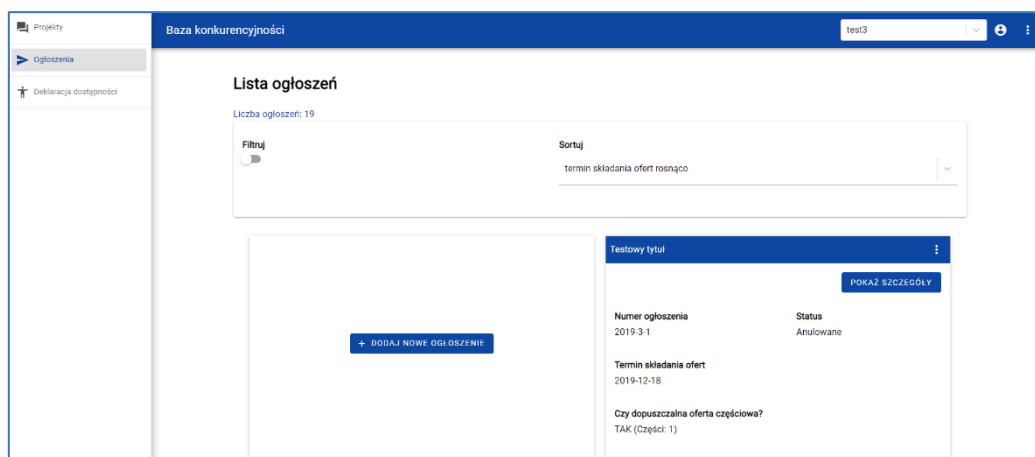 Projekty
Baza konkurencyjności
test3
Ogłoszenia
Deklaracja dostępności
Lista ogłoszeń
Liczba ogłoszeń: 19
Filtruj
Sortuj
termin składania ofert rosnąco
+ DODAJ NOWE OGŁOSZENIE
Testowy tytuł
POKAŻ SZCZEGÓŁY
Numer ogłoszenia
Status
2019-3-1
Anulowane
Termin składania ofert
2019-12-18
Czy dopuszczalna oferta częściowa?
TAK (Części: 1)